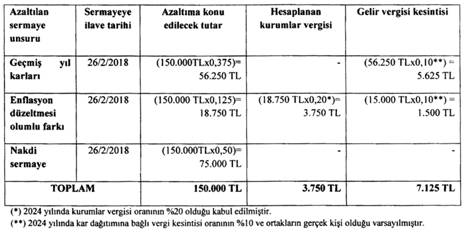 Azaltılan sermaye unsuru
Sermayeye ilave tarihi
Azaltıma konu edilecek tutar
Hesaplanan kurumlar vergisi
Gelir vergisi kesintisi
Geçmiş yıl karları
26/2/2018
(150.000TLx0,375)= 56.250 TL
-
(56.250 TLx0,10**) = 5.625 TL
Enflasyon düzeltmesi olumlu farkı
26/2/2018
(150.000 TLx0,125)= 18.750 TL
(18.750 TLx0,20*)= 3.750 TL
(15.000 TLx0,10**)= 1.500 TL
Nakdi sermaye
26/2/2018
(150.000TLx0,50)= 75.000 TL
-
-
TOPLAM
150.000 TL
3.750 TL
7.125 TL
(*) 2024 yılında kurumlar vergisi oranının %20 olduğu kabul edilmiştir.
(**) 2024 yılında kar dağıtımına bağlı vergi kesintisi oranının %10 ve ortakların gerçek kişi olduğu varsayılmıştır.